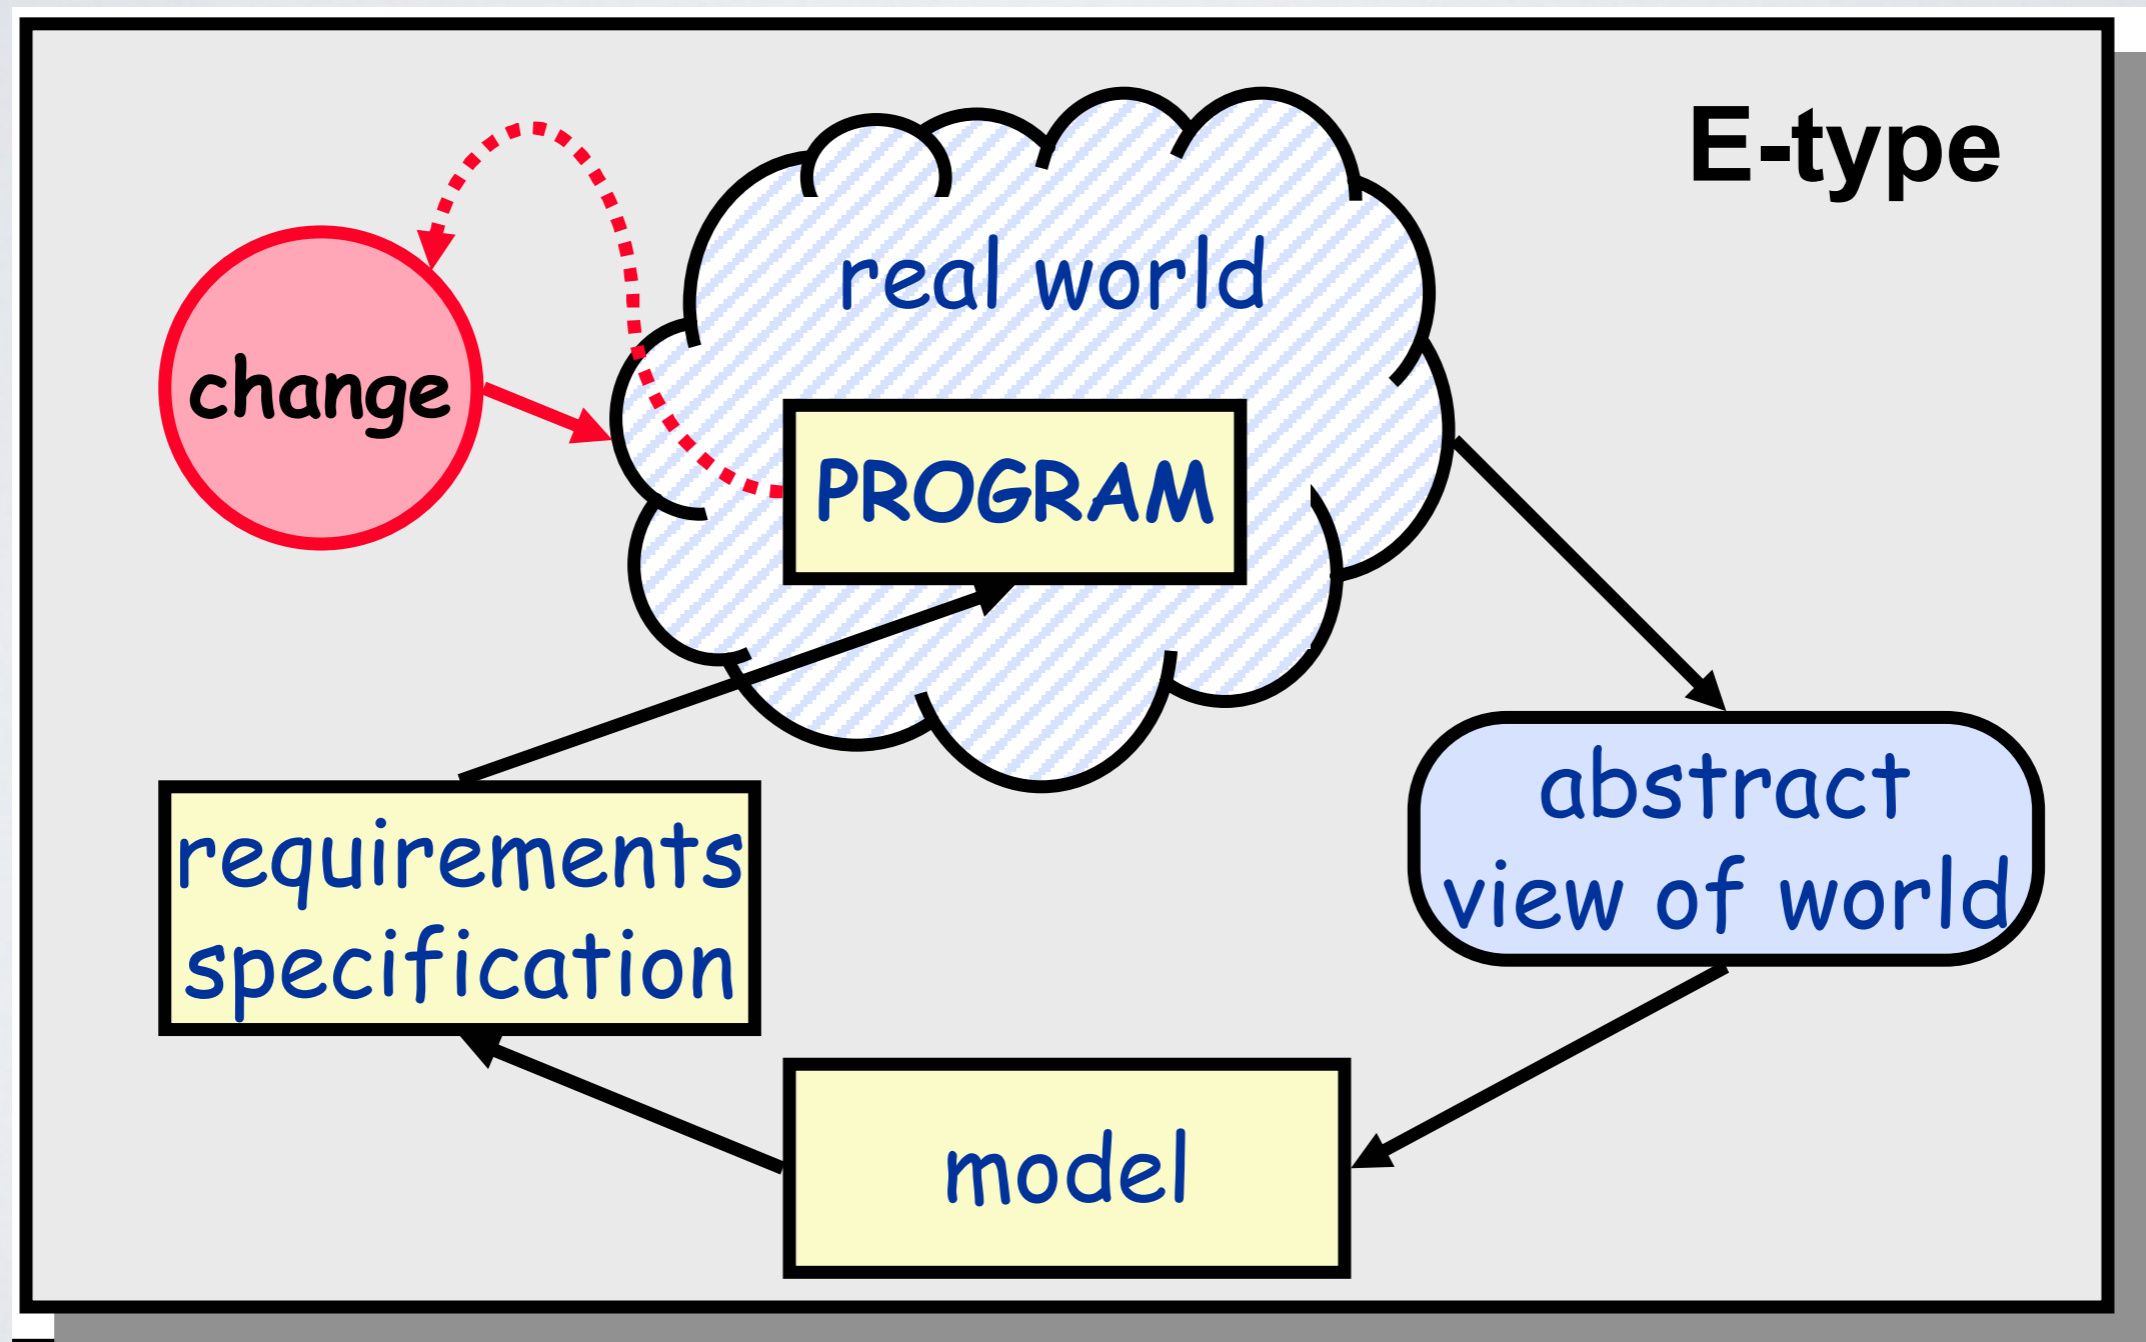 E-type
real world
change
PROGRAM
abstract
view of world
requirements
specification
model